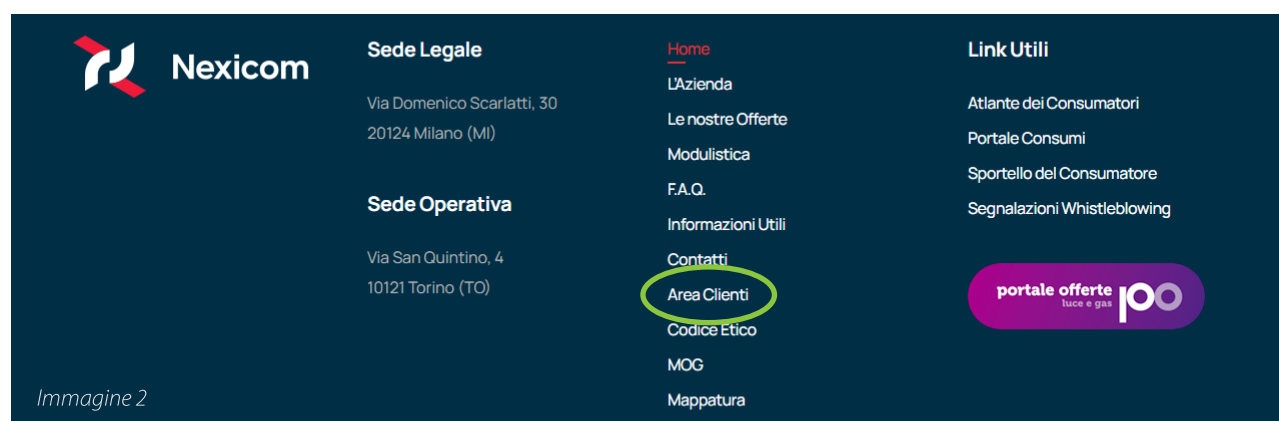 Nexicom
Sede Legale
Via Domenico Scarlatti, 30
20124 Milano (MI)
Sede Operativa
Via San Quintino, 4
10121 Torino (TO)
Home
L'Azienda
Le nostre Offerte
Modulistica
F.A.Q.
Informazioni Utili
Contatti
Area Clienti
Codice Etico
MOG
Mappatura
Link Utili
Atlante dei Consumatori
Portale Consumi
Sportello del Consumatore
Segnalazioni Whistleblowing
portale offerte
luce e gas
Immagine 2